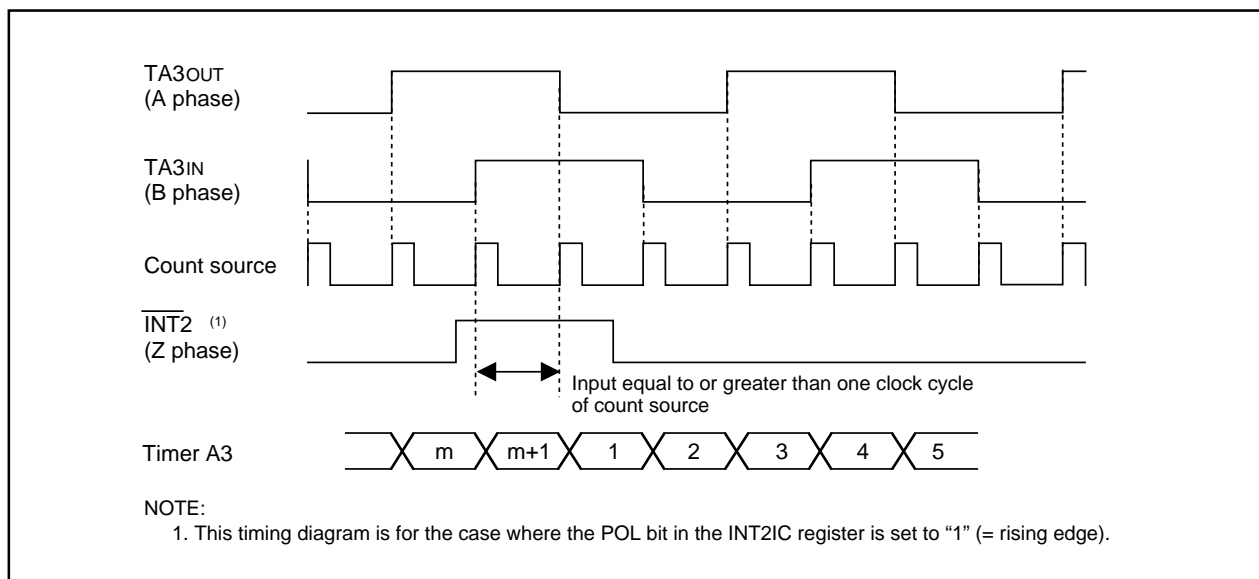 TA3OUT
(A phase)
TA3IN
(B phase)
Count source
INT2 (1)
(Z phase)
Input equal to or greater than one clock cycle
of count source
Timer A3
m
m+1
1
2
3
4
5
NOTE:
1. This timing diagram is for the case where the POL bit in the INT2IC register is set to “1” (= rising edge).